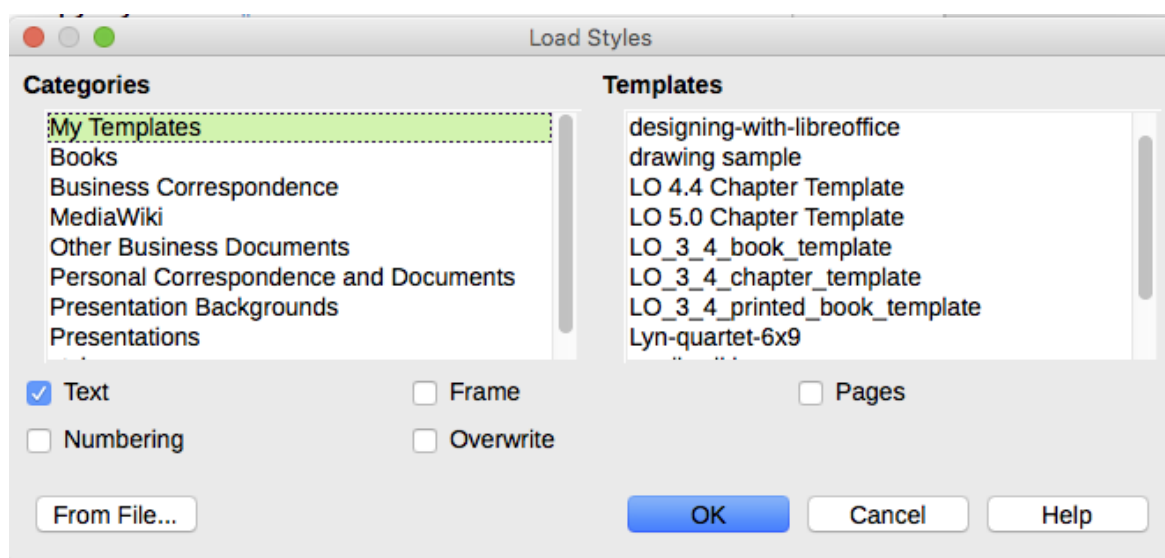 Load Styles
Categories
My Templates
Books
Business Correspondence
MediaWiki
Other Business Documents
Personal Correspondence and Documents
Presentation Backgrounds
Presentations
Templates
designing-with-libreoffice
drawing sample
LO 4.4 Chapter Template
LO 5.0 Chapter Template
LO_3_4_book_template
LO_3_4_chapter_template
LO_3_4_printed_book_template
Lyn-quartet-6x9
Text Frame Pages
Numbering Overwrite
From File... OK Cancel Help